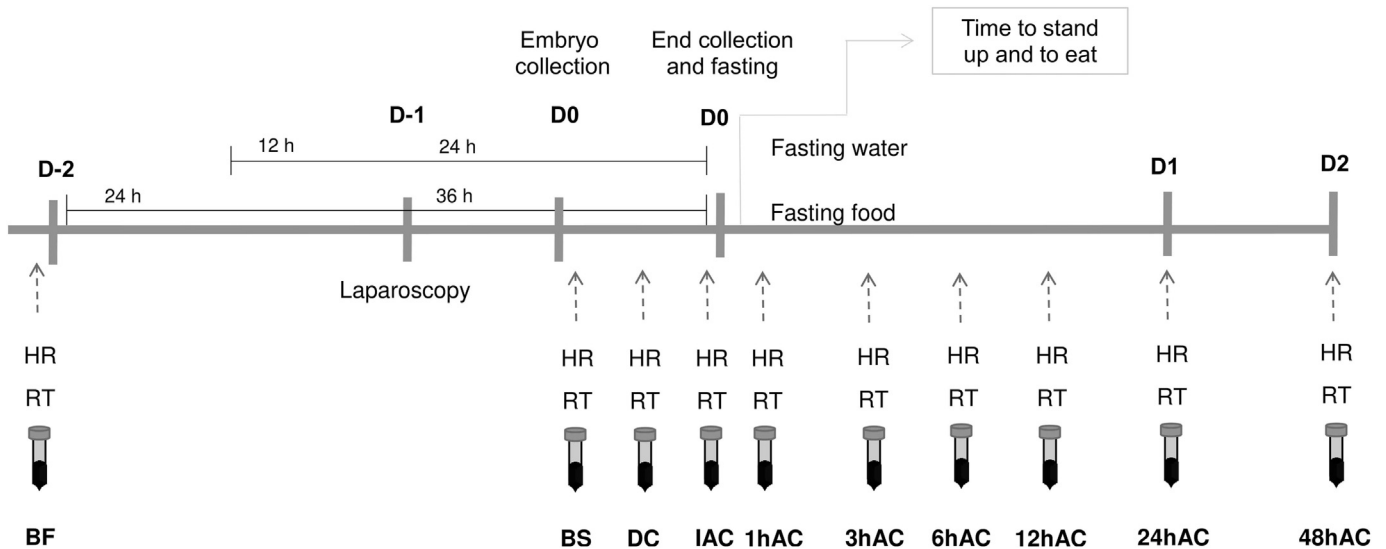 Embryo
collection
End collection
and fasting
Time to stand
up and to eat
D-2
D-1
D0
D0
D1
D2
12 h
24 h
Fasting water
24 h
36 h
Fasting food
Laparoscopy
HR HR HR HR HR HR HR HR HR HR
RT RT RT RT RT RT RT RT RT RT
BF BS DC IAC 1hAC 3hAC 6hAC 12hAC 24hAC 48hAC